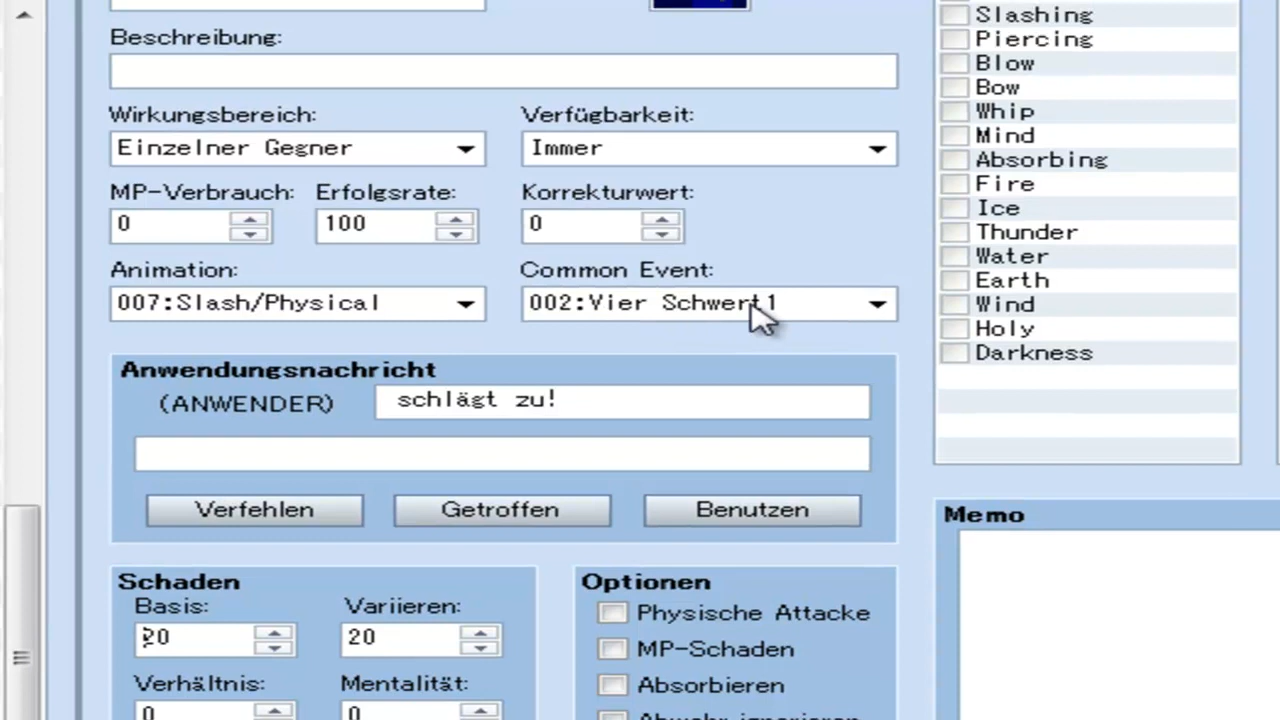 Beschreibung:
Wirkungsbereich: Verfügbarkeit:
Einzelner Gegner Immer
MP-Verbrauch: Erfolgsrate: Korrekturwert:
0 100 0
Animation: Common Event:
007:Slash/Physical 002:Vier Schwert1
Anwendungsnachricht
(ANWENDER) schlägt zu!
Verfehlen Getroffen Benutzen
Schaden
Basis: Variieren:
20 20
Verhältnis: Mentalität:
0 0
Optionen
Physische Attacke
MP-Schaden
Absorbieren
Abwehr ignorieren
Slashing
Piercing
Blow
Bow
Whip
Mind
Absorbing
Fire
Ice
Thunder
Water
Earth
Wind
Holy
Darkness
Memo